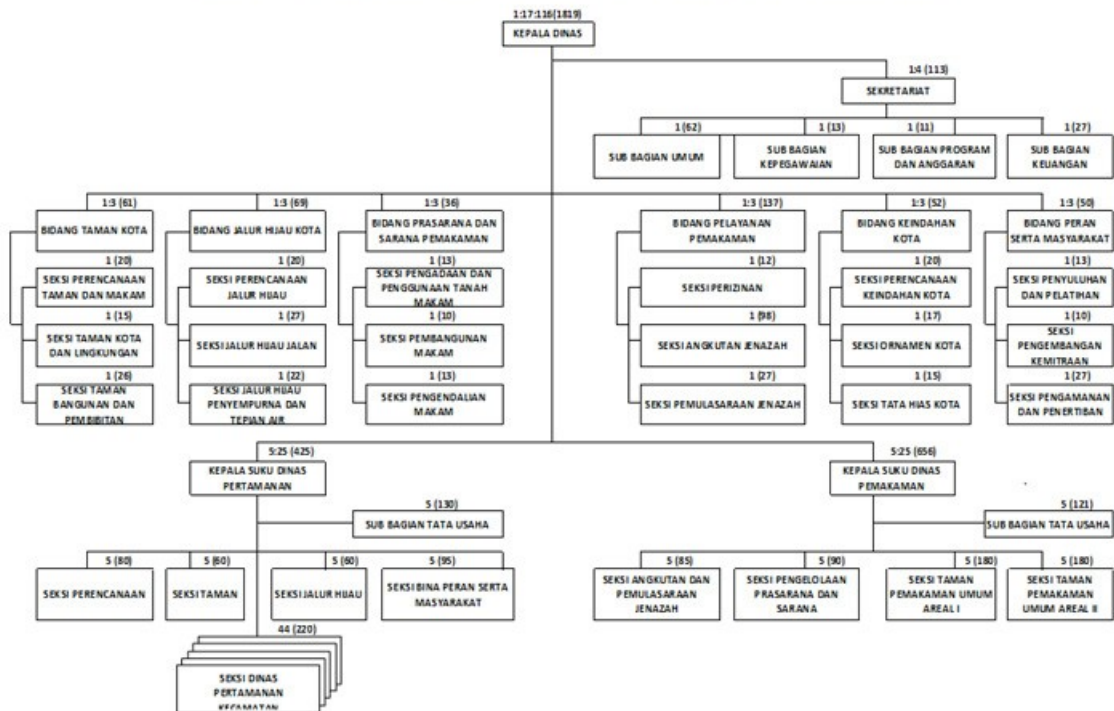 1:17:116(1819)
KEPALA DINAS
1:4 (113)
SEKRETARIAT
1 (62)
SUB BAGIAN UMUM
1 (13)
SUB BAGIAN
KEPEGAWAIAN
1 (11)
SUB BAGIAN PROGRAM
DAN ANGGARAN
1 (27)
SUB BAGIAN
KEUANGAN
1:3 (61)
BIDANG TAMAN KOTA
1 (20)
SEKSI PERENCANAAN
TAMAN DAN MAKAM
1 (15)
SEKSI TAMAN KOTA
DAN LINGKUNGAN
1 (26)
SEKSI TAMAN
BANGUNAN DAN
PEMBIBITAN
1:3 (69)
BIDANG JALUR HIJAU KOTA
1 (20)
SEKSI PERENCANAAN
JALUR HIJAU
1 (27)
SEKSI JALUR HIJAU JALAN
1 (22)
SEKSI JALUR HIJAU
PENYEMPURNA DAN
TEPIAN AIR
1:3 (36)
BIDANG PRASARANA DAN
SARANA PEMAKAMAN
1 (13)
SEKSI PENGADAAN DAN
PENGGUNAAN TANAH
MAKAM
1 (10)
SEKSI PEMBANGUNAN
MAKAM
1 (13)
SEKSI PENGENDALIAN
MAKAM
1:3 (137)
BIDANG PELAYANAN
PEMAKAMAN
1 (12)
SEKSI PERIZINAN
1 (98)
SEKSI ANGKUTAN JENAZAH
1 (27)
SEKSI PEMULASARAAN JENAZAH
1:3 (52)
BIDANG KEINDAHAN
KOTA
1 (20)
SEKSI PERENCANAAN
KEINDAHAN KOTA
1 (17)
SEKSI ORNAMEN KOTA
1 (15)
SEKSI TATA HIAS KOTA
1:3 (50)
BIDANG PERAN
SERTA MASYARAKAT
1 (13)
SEKSI PENYULUHAN
DAN PELATIHAN
1 (10)
SEKSI
PENGEMBANGAN
KEMITRAAN
1 (27)
SEKSI PENGAMANAN
DAN PENERTIBAN
5:25 (425)
KEPALA SUKU DINAS
PERTAMANAN
5 (130)
SUB BAGIAN TATA USAHA
5 (80)
SEKSI PERENCANAAN
5 (60)
SEKSI TAMAN
5 (60)
SEKSI JALUR HIJAU
5 (95)
SEKSI BINA PERAN SERTA
MASYARAKAT
44 (220)
SEKSI DINAS
PERTAMANAN
KECAMATAN
5:25 (656)
KEPALA SUKU DINAS
PEMAKAMAN
5 (121)
SUB BAGIAN TATA USAHA
5 (85)
SEKSI ANGKUTAN DAN
PEMULASARAAN
JENAZAH
5 (90)
SEKSI PENGELOLAAN
PRASARANA DAN
SARANA
5 (180)
SEKSI TAMAN
PEMAKAMAN UMUM
AREAL I
5 (180)
SEKSI TAMAN
PEMAKAMAN
UMUM AREAL II